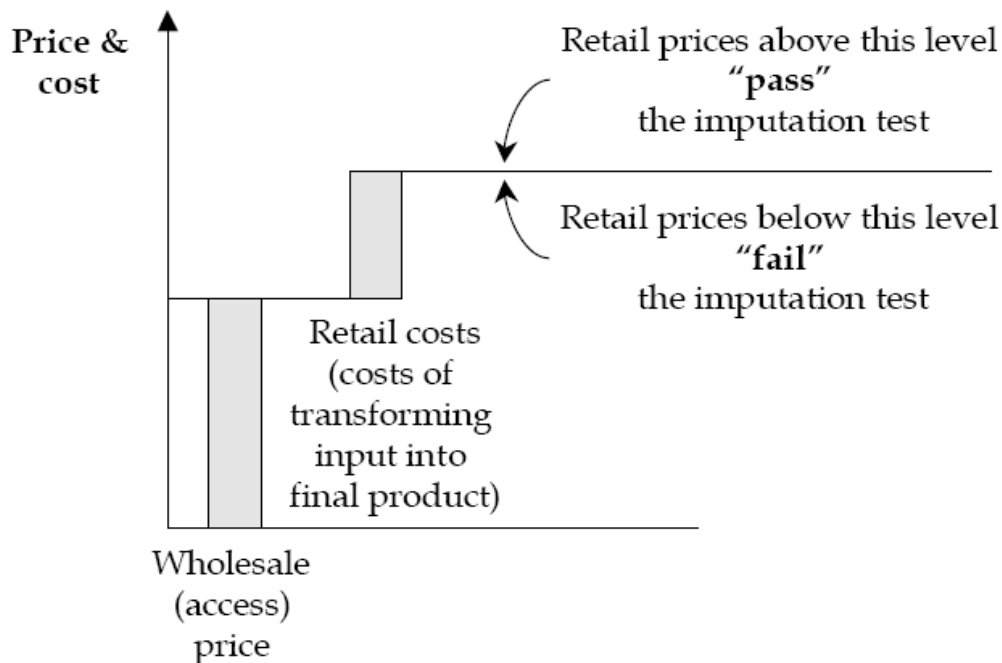 Price &
cost
Retail prices above this level
“pass”
the imputation test
Retail prices below this level
“fail”
the imputation test
Retail costs
(costs of
transforming
input into
final product)
Wholesale
(access)
price